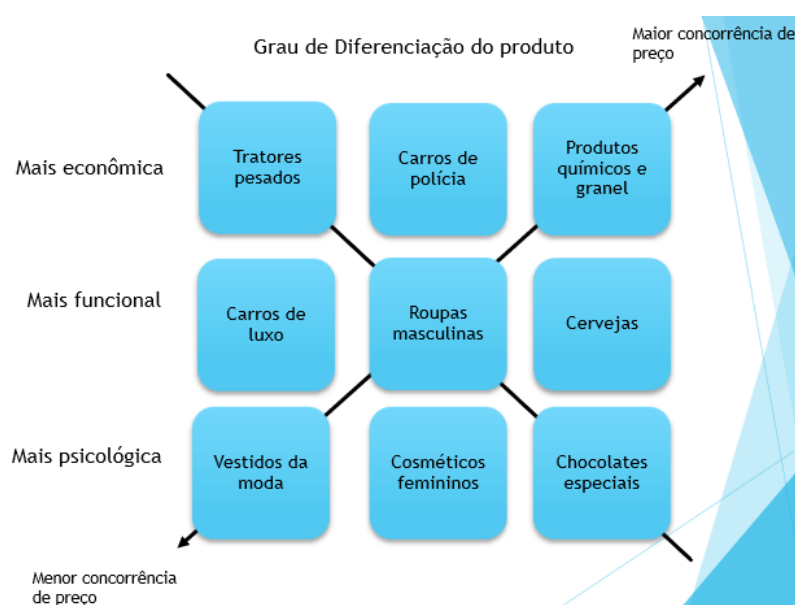 Grau de Diferenciação do produto
Maior concorrência de
preço
Mais econômica
Tratores
pesados
Carros de
polícia
Produtos
químicos e
granel
Mais funcional
Carros de
luxo
Roupas
masculinas
Cervejas
Mais psicológica
Vestidos da
moda
Cosméticos
femininos
Chocolates
especiais
Menor concorrência
de preço